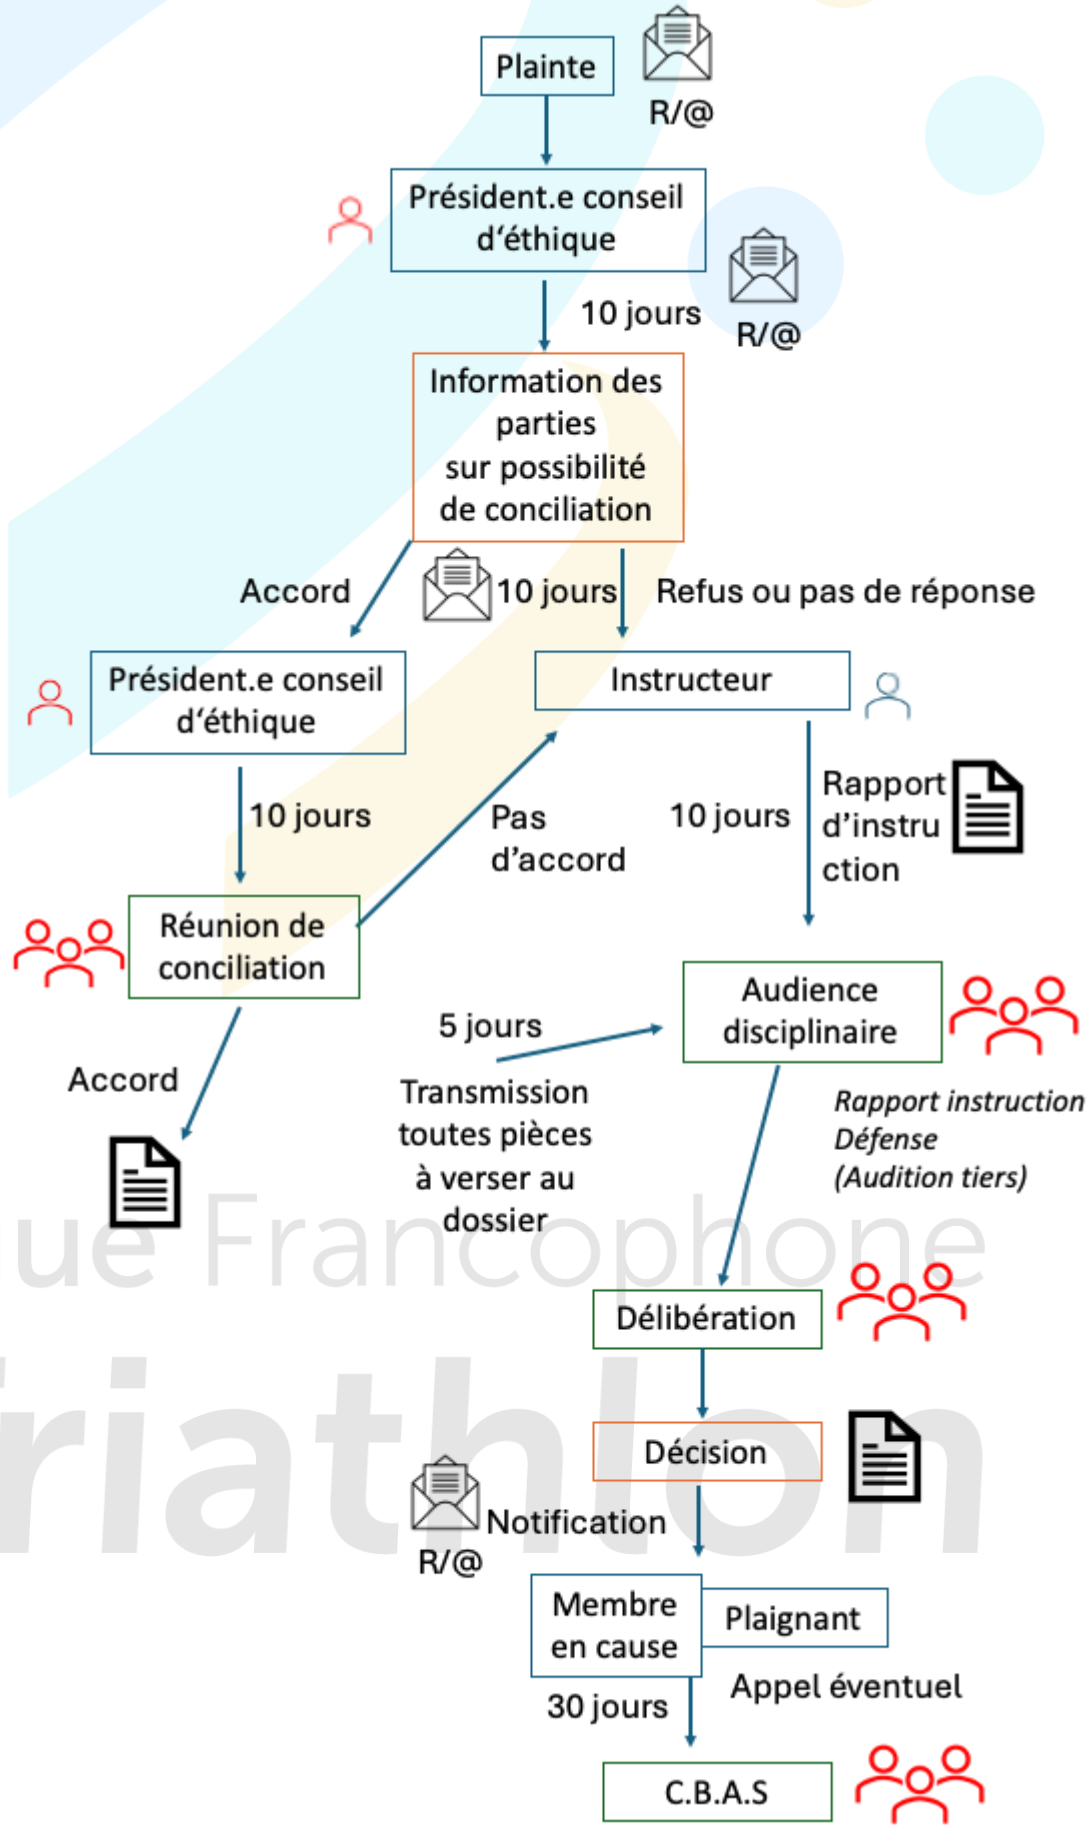 Plainte
R/@
Président.e conseil
d‘éthique
10 jours
R/@
Information des
parties
sur possibilité
de conciliation
Accord
10 jours
Refus ou pas de réponse
Président.e conseil
d‘éthique
Instructeur
10 jours
Pas
d’accord
10 jours
Rapport
d’instru
ction
Réunion de
conciliation
Audience
disciplinaire
5 jours
Transmission
toutes pièces
à verser au
dossier
Accord
Rapport instruction
Défense
(Audition tiers)
ue Francophone
Délibération
riathlon
Décision
Notification
R/@
Membre
en cause
Plaignant
30 jours
Appel éventuel
C.B.A.S